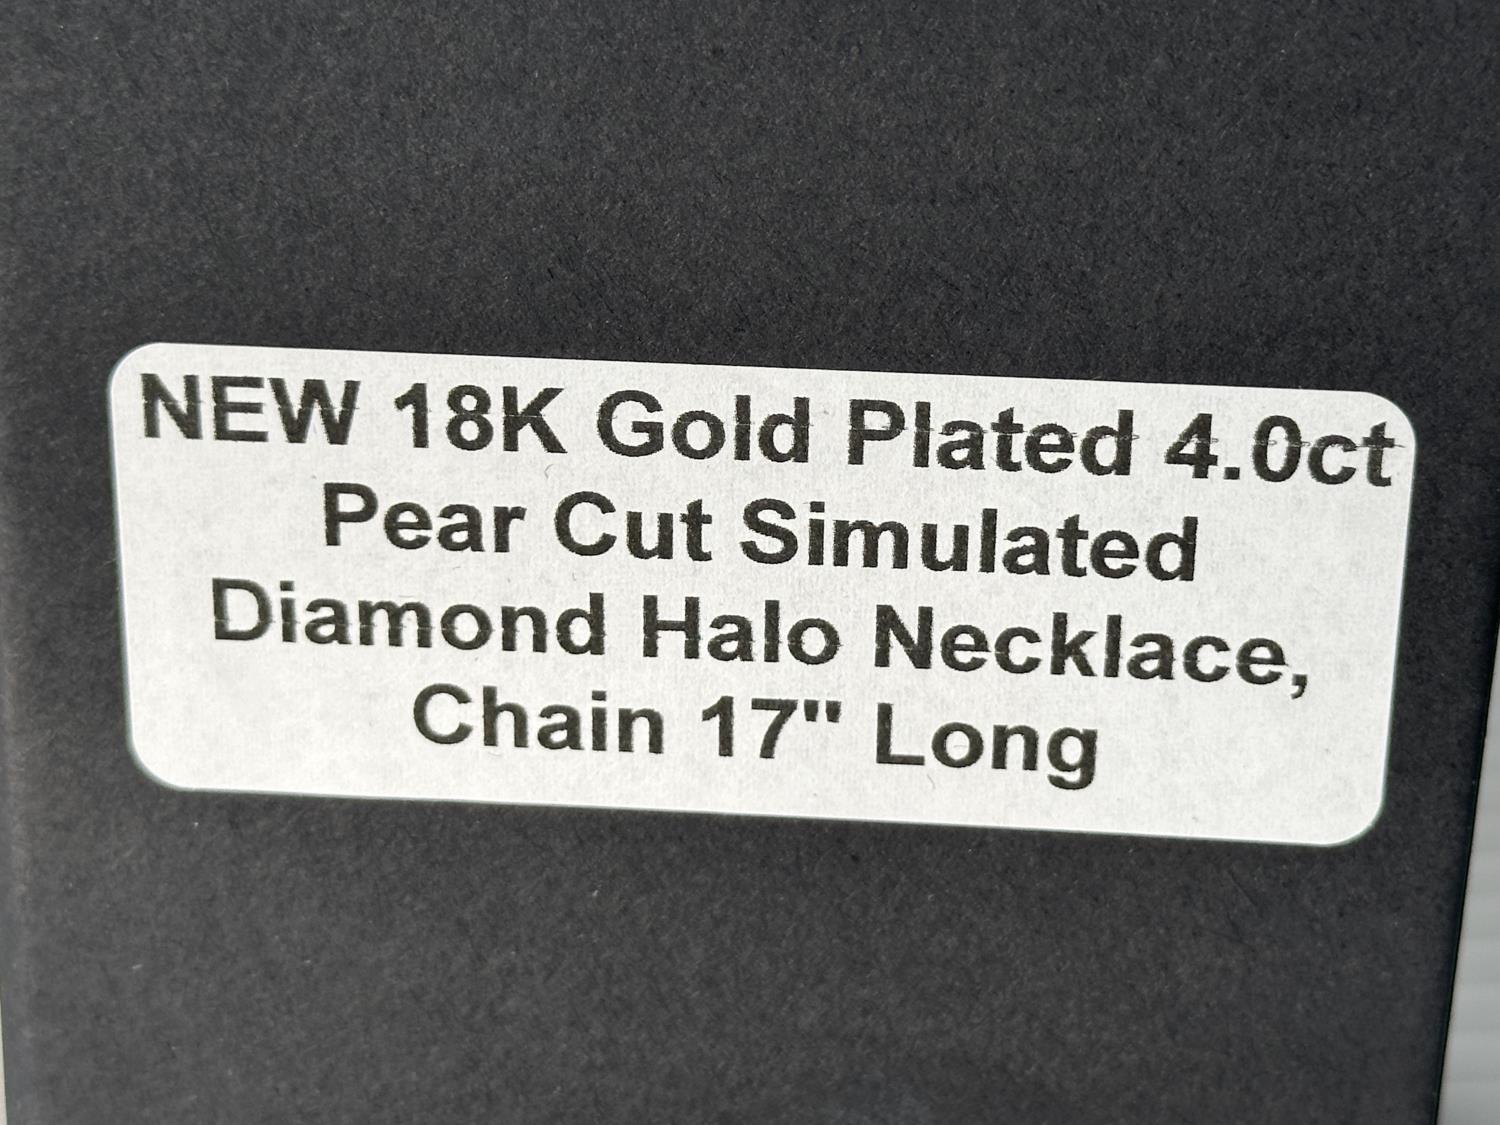 NEW 18K Gold Plated 4.0ct
Pear Cut Simulated
Diamond Halo Necklace,
Chain 17" Long